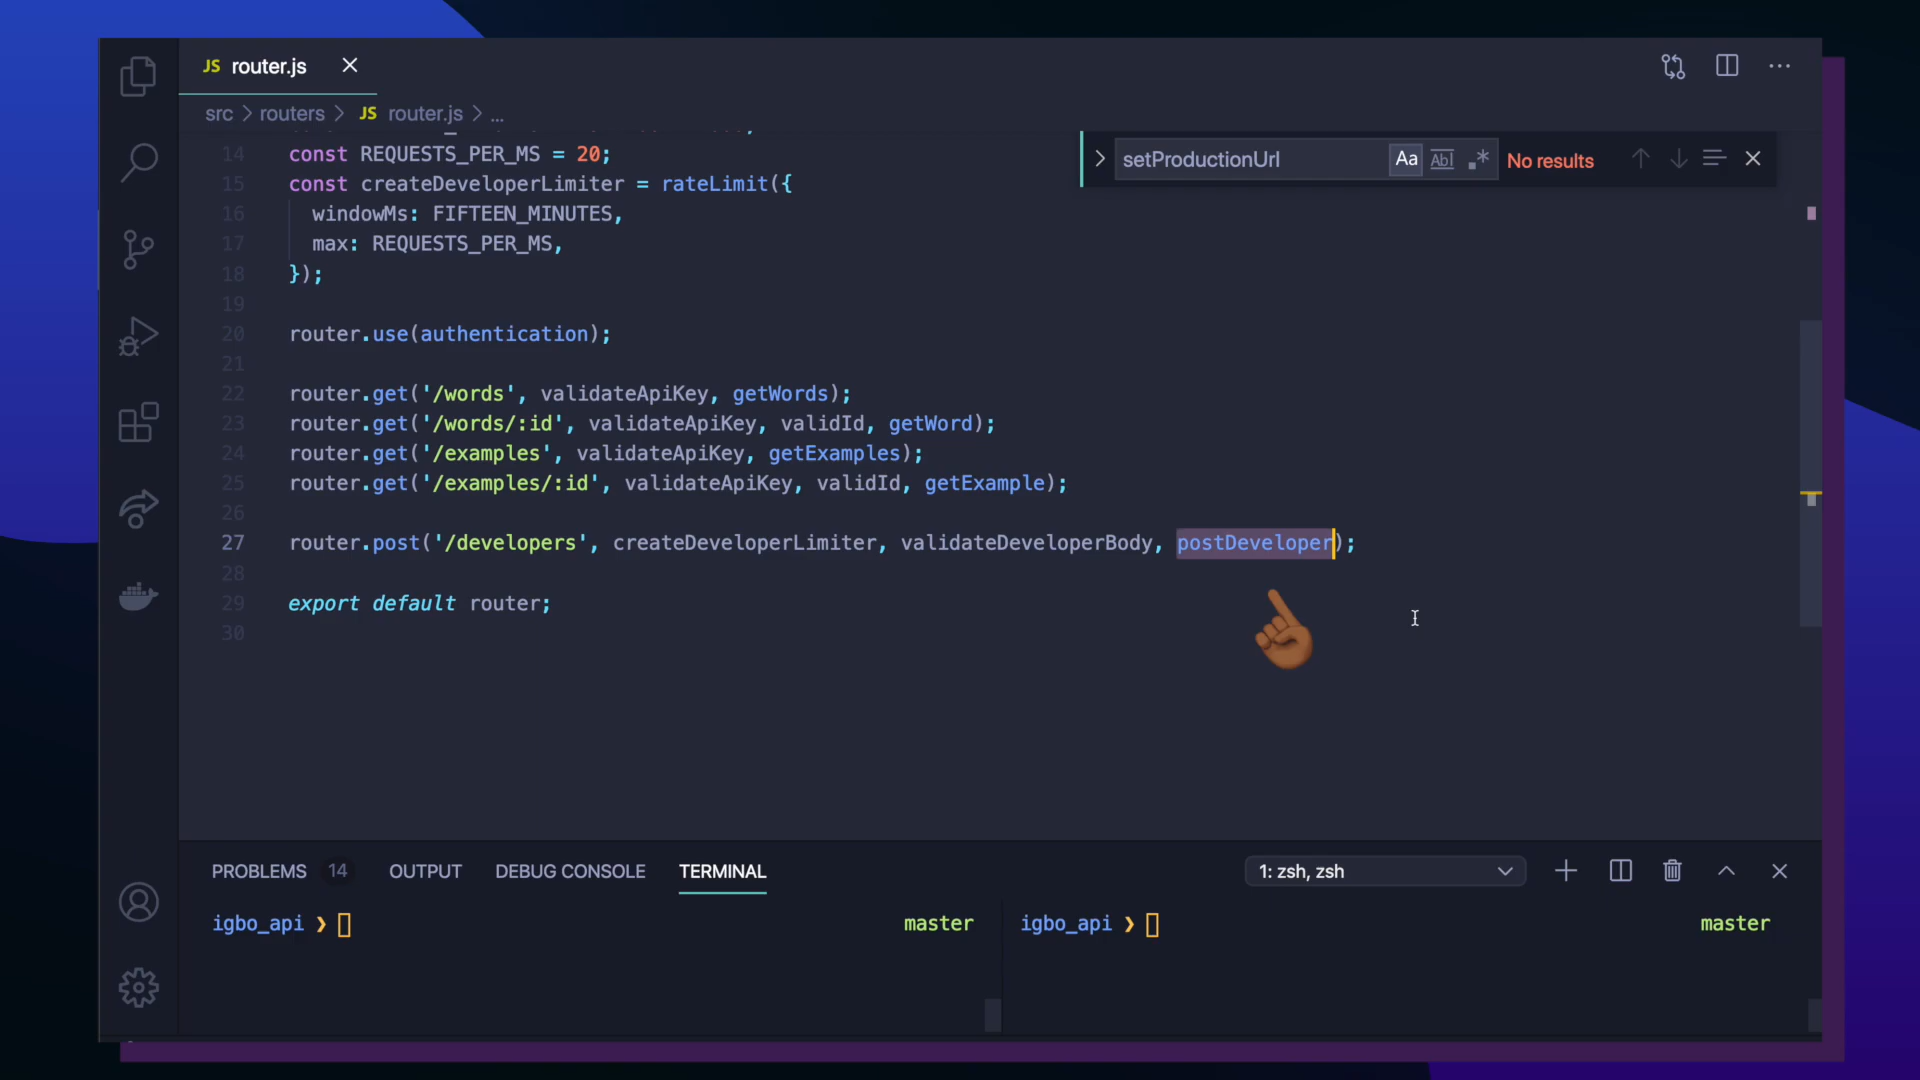 JS router.js
src > routers > JS router.js > ...
setProductionUrl Aa Abl .* No results
14 const REQUESTS_PER_MS = 20;
15 const createDeveloperLimiter = rateLimit({
16 windowMs: FIFTEEN_MINUTES,
17 max: REQUESTS_PER_MS,
18 });
19
20 router.use(authentication);
21
22 router.get('/words', validateApiKey, getWords);
23 router.get('/words/:id', validateApiKey, validId, getWord);
24 router.get('/examples', validateApiKey, getExamples);
25 router.get('/examples/:id', validateApiKey, validId, getExample);
26
27 router.post('/developers', createDeveloperLimiter, validateDeveloperBody, postDeveloper);
28
29 export default router;
30
PROBLEMS 14 OUTPUT DEBUG CONSOLE TERMINAL 1: zsh, zsh
igbo_api ❯ master igbo_api ❯ master